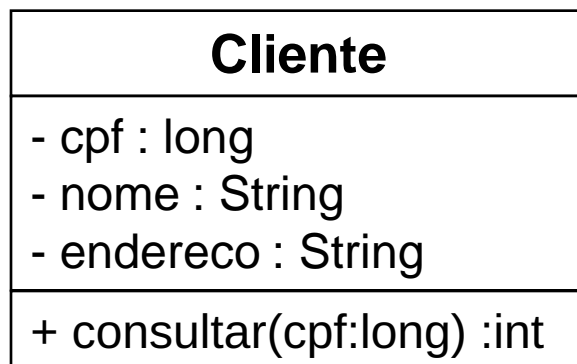 Cliente
- cpf : long
- nome : String
- endereco : String
+ consultar(cpf:long) :int